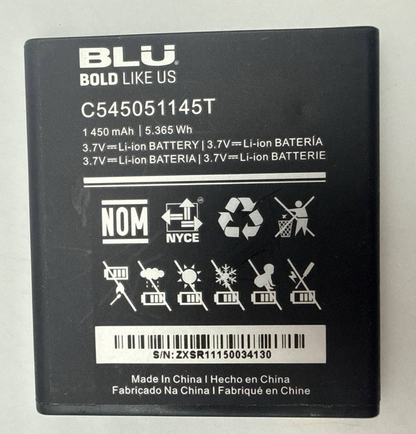 BLU
BOLD LIKE US
C545051145T
1 450 mAh | 5.365 Wh
3.7V⎓Li-ion BATTERY | 3.7V⎓Li-ion BATERÍA
3.7V⎓Li-ion BATERIA | 3.7V⎓Li-ion BATTERIE
NOM
NYCE
S/N: ZXSR11150034130
Made In China | Hecho en China
Fabricado Na China | Fabriqué en Chine